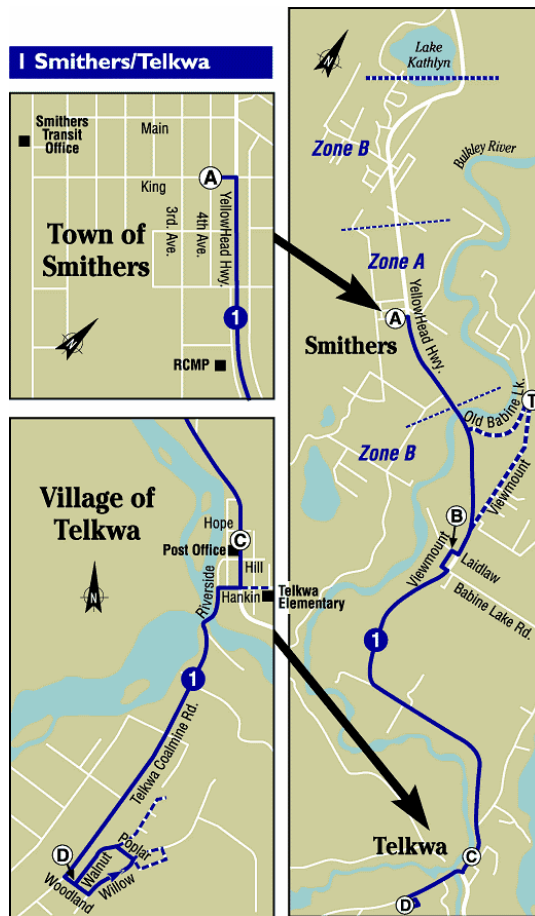 1 Smithers/Telkwa
Smithers
Transit
Office
Main
King
A
3rd. Ave.
4th Ave.
YellowHead Hwy.
Town of
Smithers
1
N
RCMP
Village of
Telkwa
N
Hope
C
Post Office
Hill
Riverside
Hankin
Telkwa
Elementary
1
Telkwa Coalmine Rd.
D
Poplar
Walnut
Willow
Woodland
N
Lake
Kathlyn
Zone B
Bulkley River
Zone A
A
YellowHead Hwy.
Smithers
Old Babine Lk.
T
Zone B
Viewmount
B
Viewmount
Laidlaw
Babine Lake Rd.
1
Telkwa
C
D